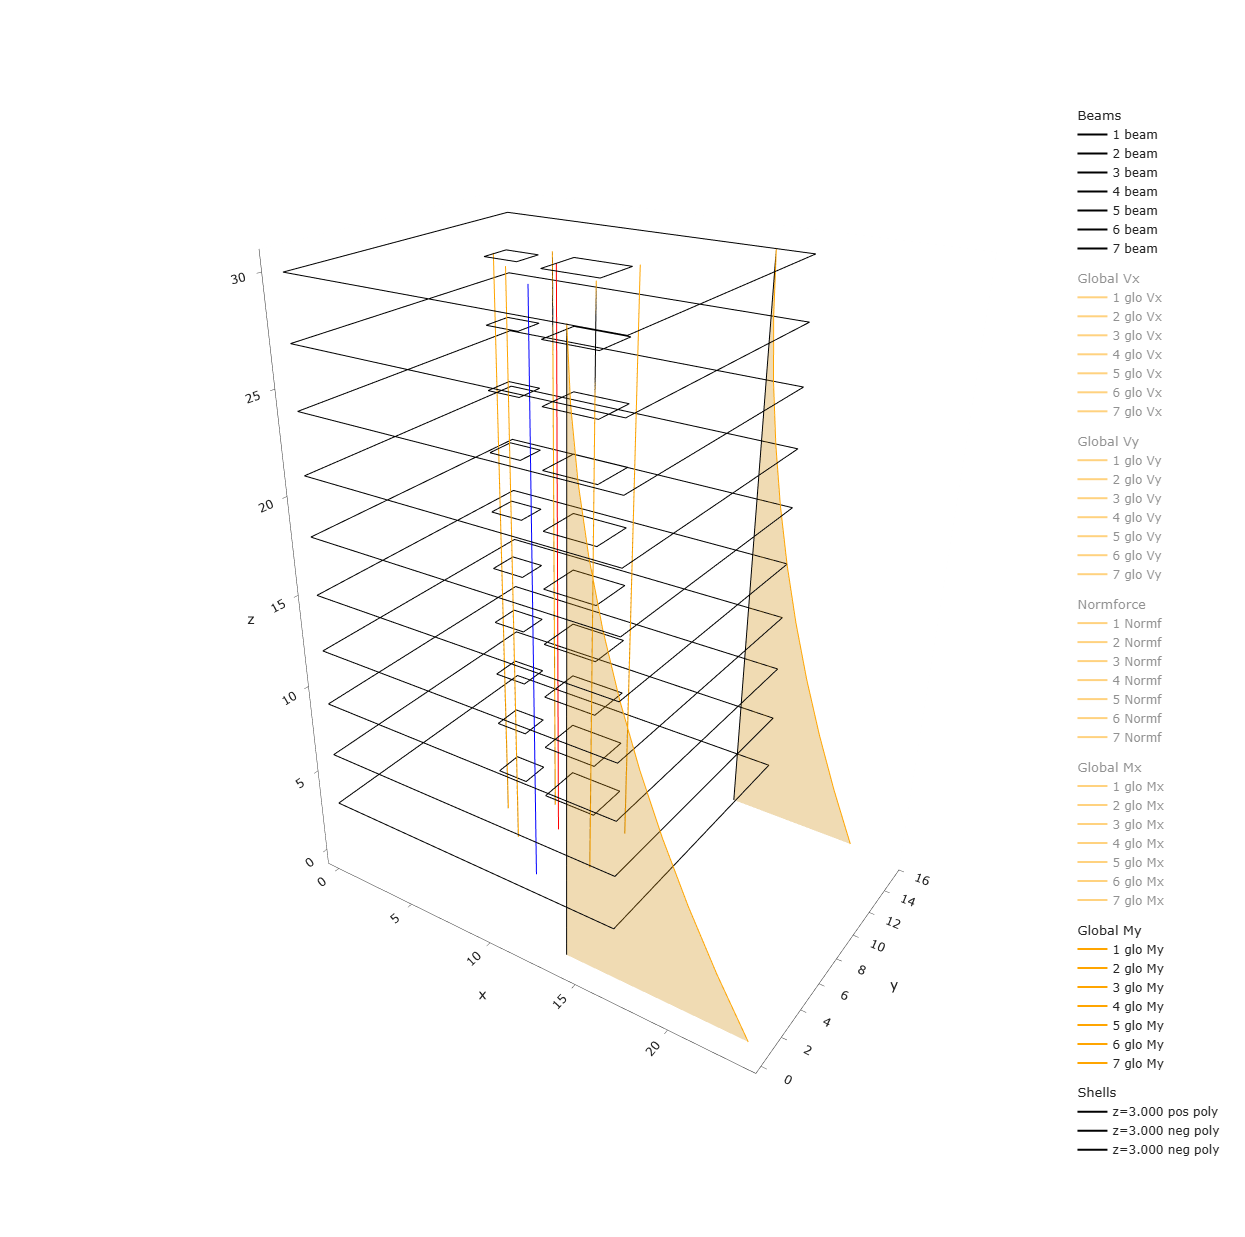 Beams
1 beam
2 beam
3 beam
4 beam
5 beam
6 beam
7 beam
Global Vx
1 glo Vx
2 glo Vx
3 glo Vx
4 glo Vx
5 glo Vx
6 glo Vx
7 glo Vx
Global Vy
1 glo Vy
2 glo Vy
3 glo Vy
4 glo Vy
5 glo Vy
6 glo Vy
7 glo Vy
Normforce
1 Normf
2 Normf
3 Normf
4 Normf
5 Normf
6 Normf
7 Normf
Global Mx
1 glo Mx
2 glo Mx
3 glo Mx
4 glo Mx
5 glo Mx
6 glo Mx
7 glo Mx
Global My
1 glo My
2 glo My
3 glo My
4 glo My
5 glo My
6 glo My
7 glo My
Shells
z=3.000 pos poly
z=3.000 neg poly
z=3.000 neg poly
30
25
20
15
10
5
0
z
0
5
10
15
20
x
0
2
4
6
8
10
12
14
16
y